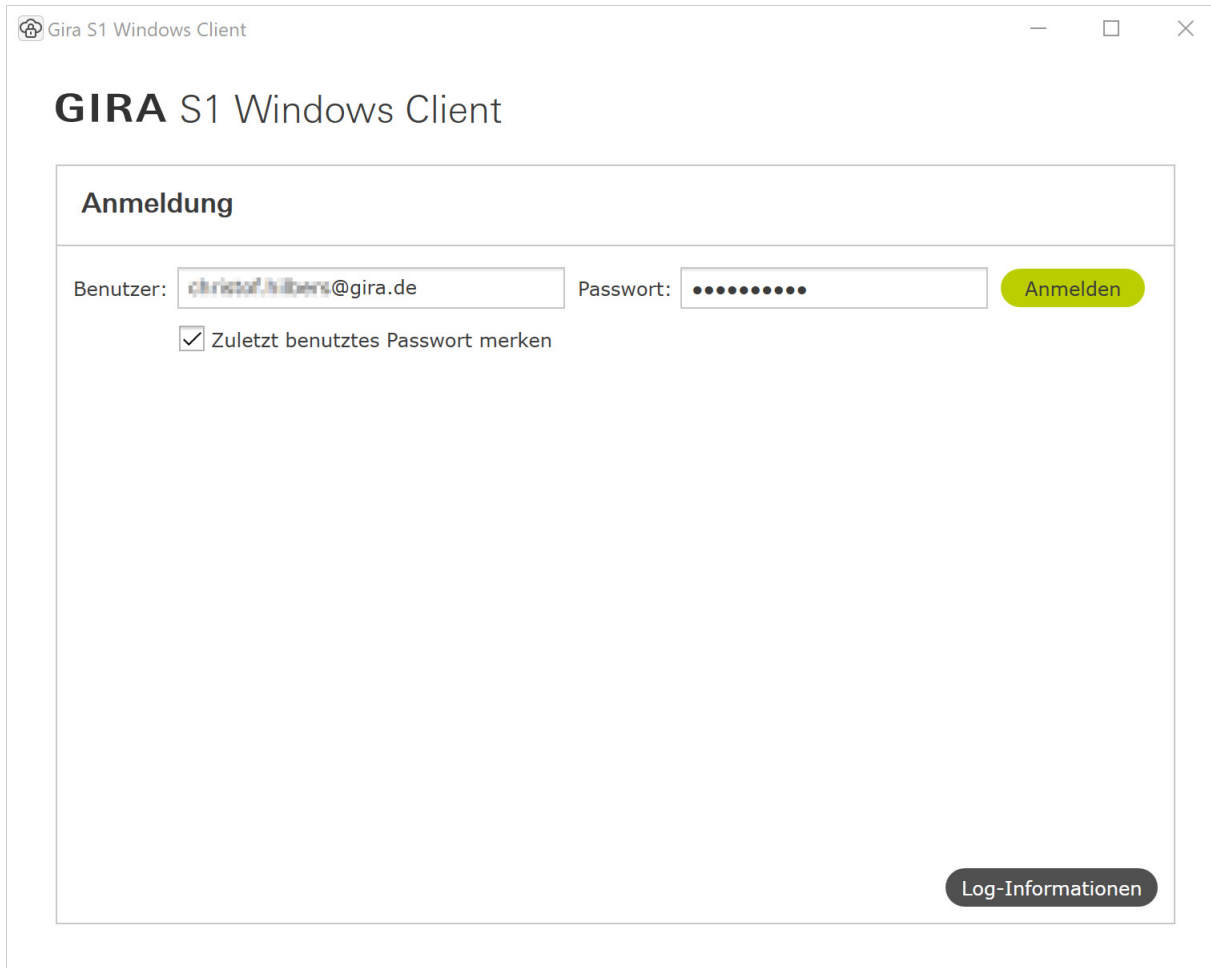 Gira S1 Windows Client
GIRA S1 Windows Client
Anmeldung
Benutzer: @gira.de Passwort: ●●●●●●●●●● Anmelden
Zuletzt benutztes Passwort merken
Log-Informationen